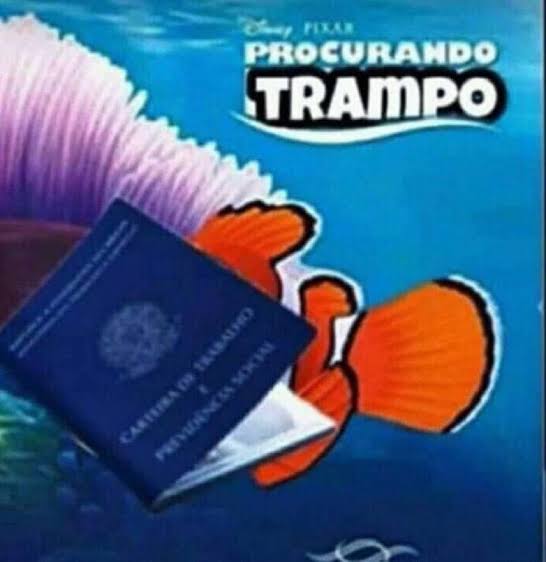 Disney PIXAR
PROCURANDO
TRAMPO
CARTEIRA DE TRABALHO
E
PREVIDÊNCIA SOCIAL